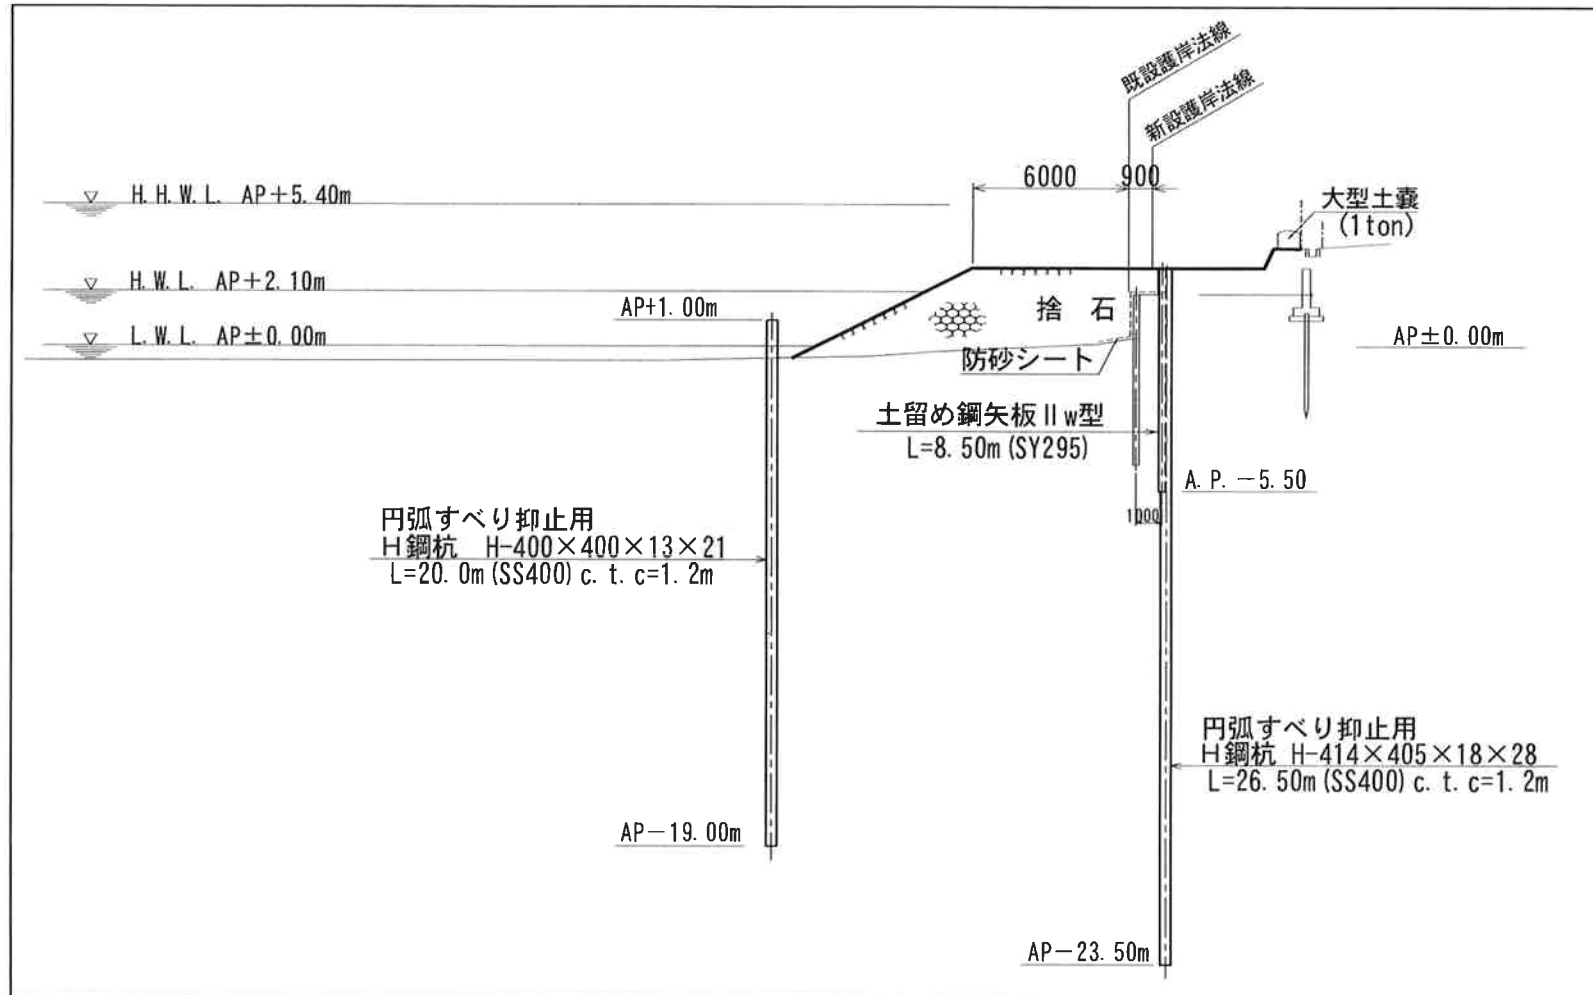 既設護岸法線
新設護岸法線
6000
900
H.H.W.L. AP+5.40m
大型土嚢
(1ton)
H.W.L. AP+2.10m
AP+1.00m
捨 石
L.W.L. AP±0.00m
AP±0.00m
防砂シート
土留め鋼矢板Ⅱw型
L=8.50m(SY295)
A.P.-5.50
1000
円弧すべり抑止用
H鋼杭 H-400×400×13×21
L=20.0m(SS400) c.t.c=1.2m
円弧すべり抑止用
H鋼杭 H-414×405×18×28
L=26.50m(SS400) c.t.c=1.2m
AP-19.00m
AP-23.50m